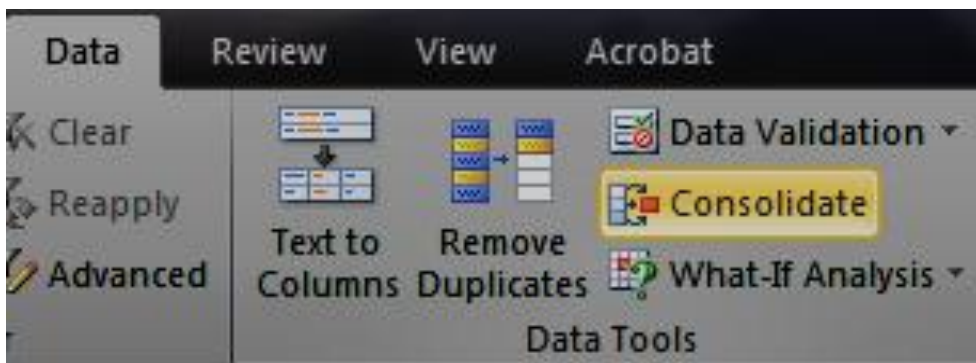 Data Review View Acrobat
Clear
Reapply
Advanced
Text to
Columns
Remove
Duplicates
Data Validation
Consolidate
What-If Analysis
Data Tools